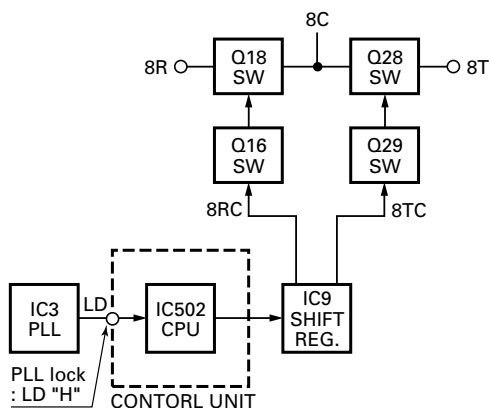 8C
8R
Q18
SW
Q28
SW
8T
Q16
SW
Q29
SW
8RC
8TC
IC3
PLL
LD
IC502
CPU
IC9
SHIFT
REG.
PLL lock
: LD "H"
CONTORL UNIT